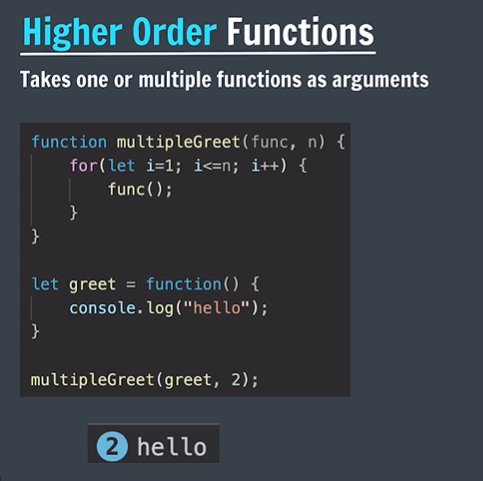 Higher Order Functions
Takes one or multiple functions as arguments
function multipleGreet(func, n) {
    for(let i=1; i<=n; i++) {
        func();
    }
}

let greet = function() {
    console.log("hello");
}

multipleGreet(greet, 2);
2 hello